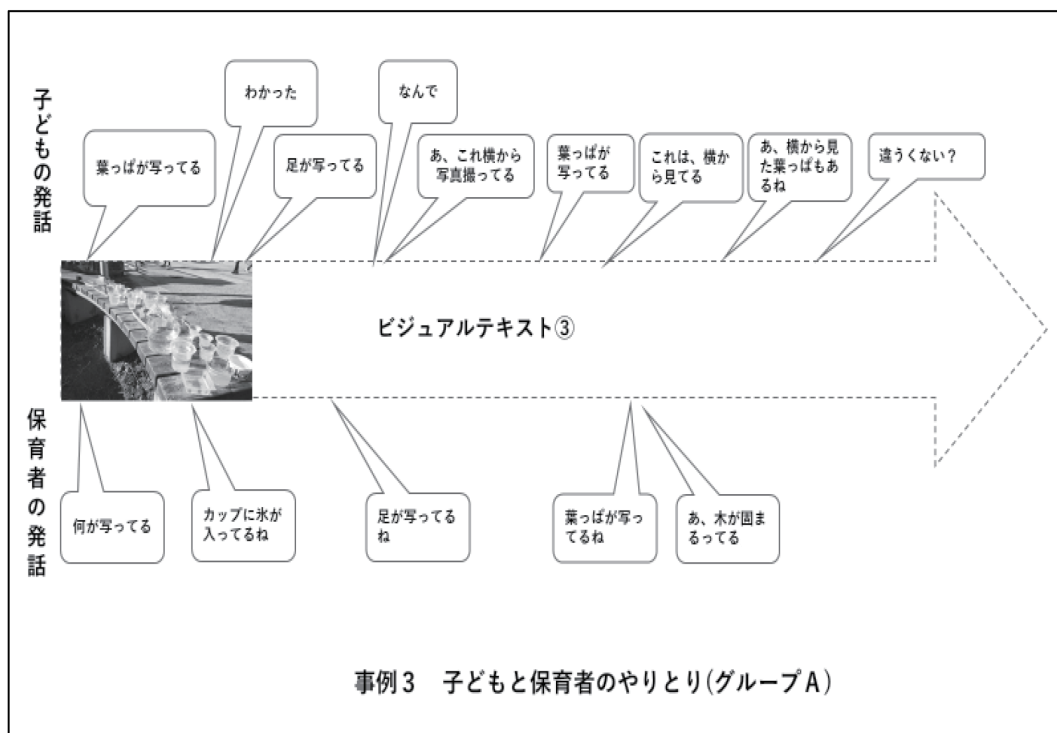 子どもの発話
葉っぱが写ってる
わかった
足が写ってる
なんで
あ、これ横から
写真撮ってる
葉っぱが
写ってる
これは、横か
ら見てる
あ、横から見
た葉っぱもあ
るね
違うくない？
ビジュアルテキスト③
保育者の発話
何が写ってる
カップに氷が
入ってるね
足が写ってる
ね
葉っぱが写っ
てるね
あ、木が固ま
るってる
事例３　子どもと保育者のやりとり(グループA)